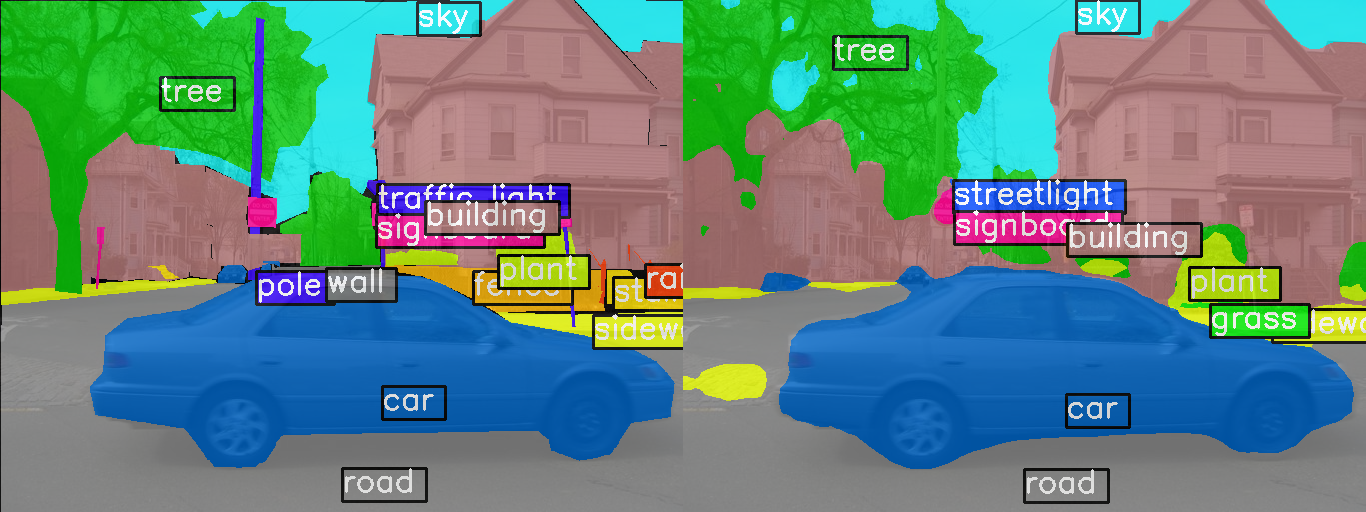 sky
tree
traffic light
signboard
building
pole
wall
plant
fence
car
road
sky
tree
streetlight
signboard
building
plant
grass
car
road